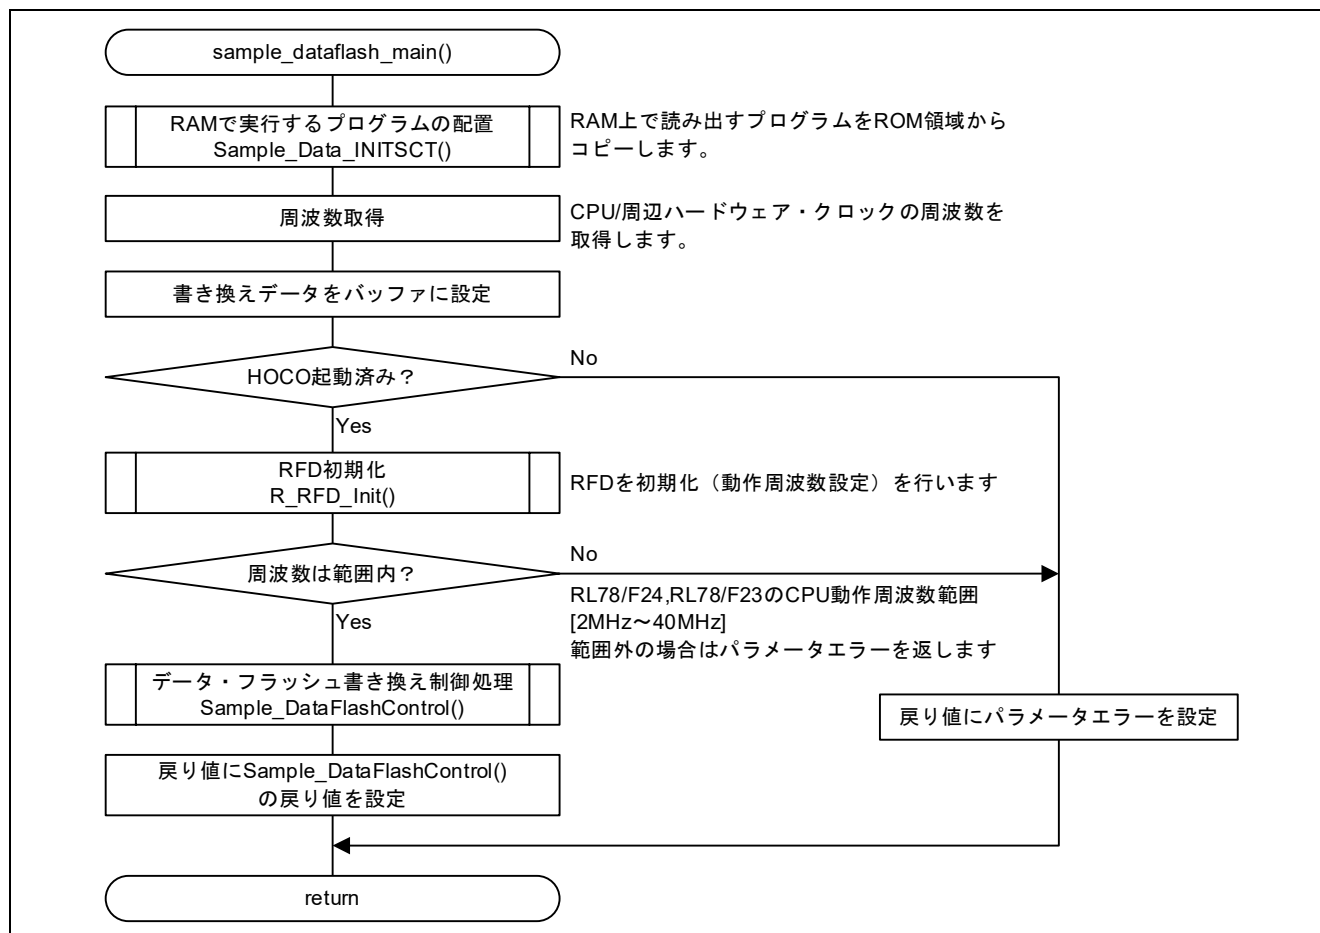 sample_dataflash_main()
RAMで実行するプログラムの配置
Sample_Data_INITSCT()
RAM上で読み出すプログラムをROM領域から
コピーします。
周波数取得
CPU/周辺ハードウェア・クロックの周波数を
取得します。
書き換えデータをバッファに設定
HOCO起動済み？
No
Yes
RFD初期化
R_RFD_Init()
RFDを初期化（動作周波数設定）を行います
周波数は範囲内？
No
RL78/F24,RL78/F23のCPU動作周波数範囲
[2MHz～40MHz]
範囲外の場合はパラメータエラーを返します
Yes
データ・フラッシュ書き換え制御処理
Sample_DataFlashControl()
戻り値にパラメータエラーを設定
戻り値にSample_DataFlashControl()
の戻り値を設定
return